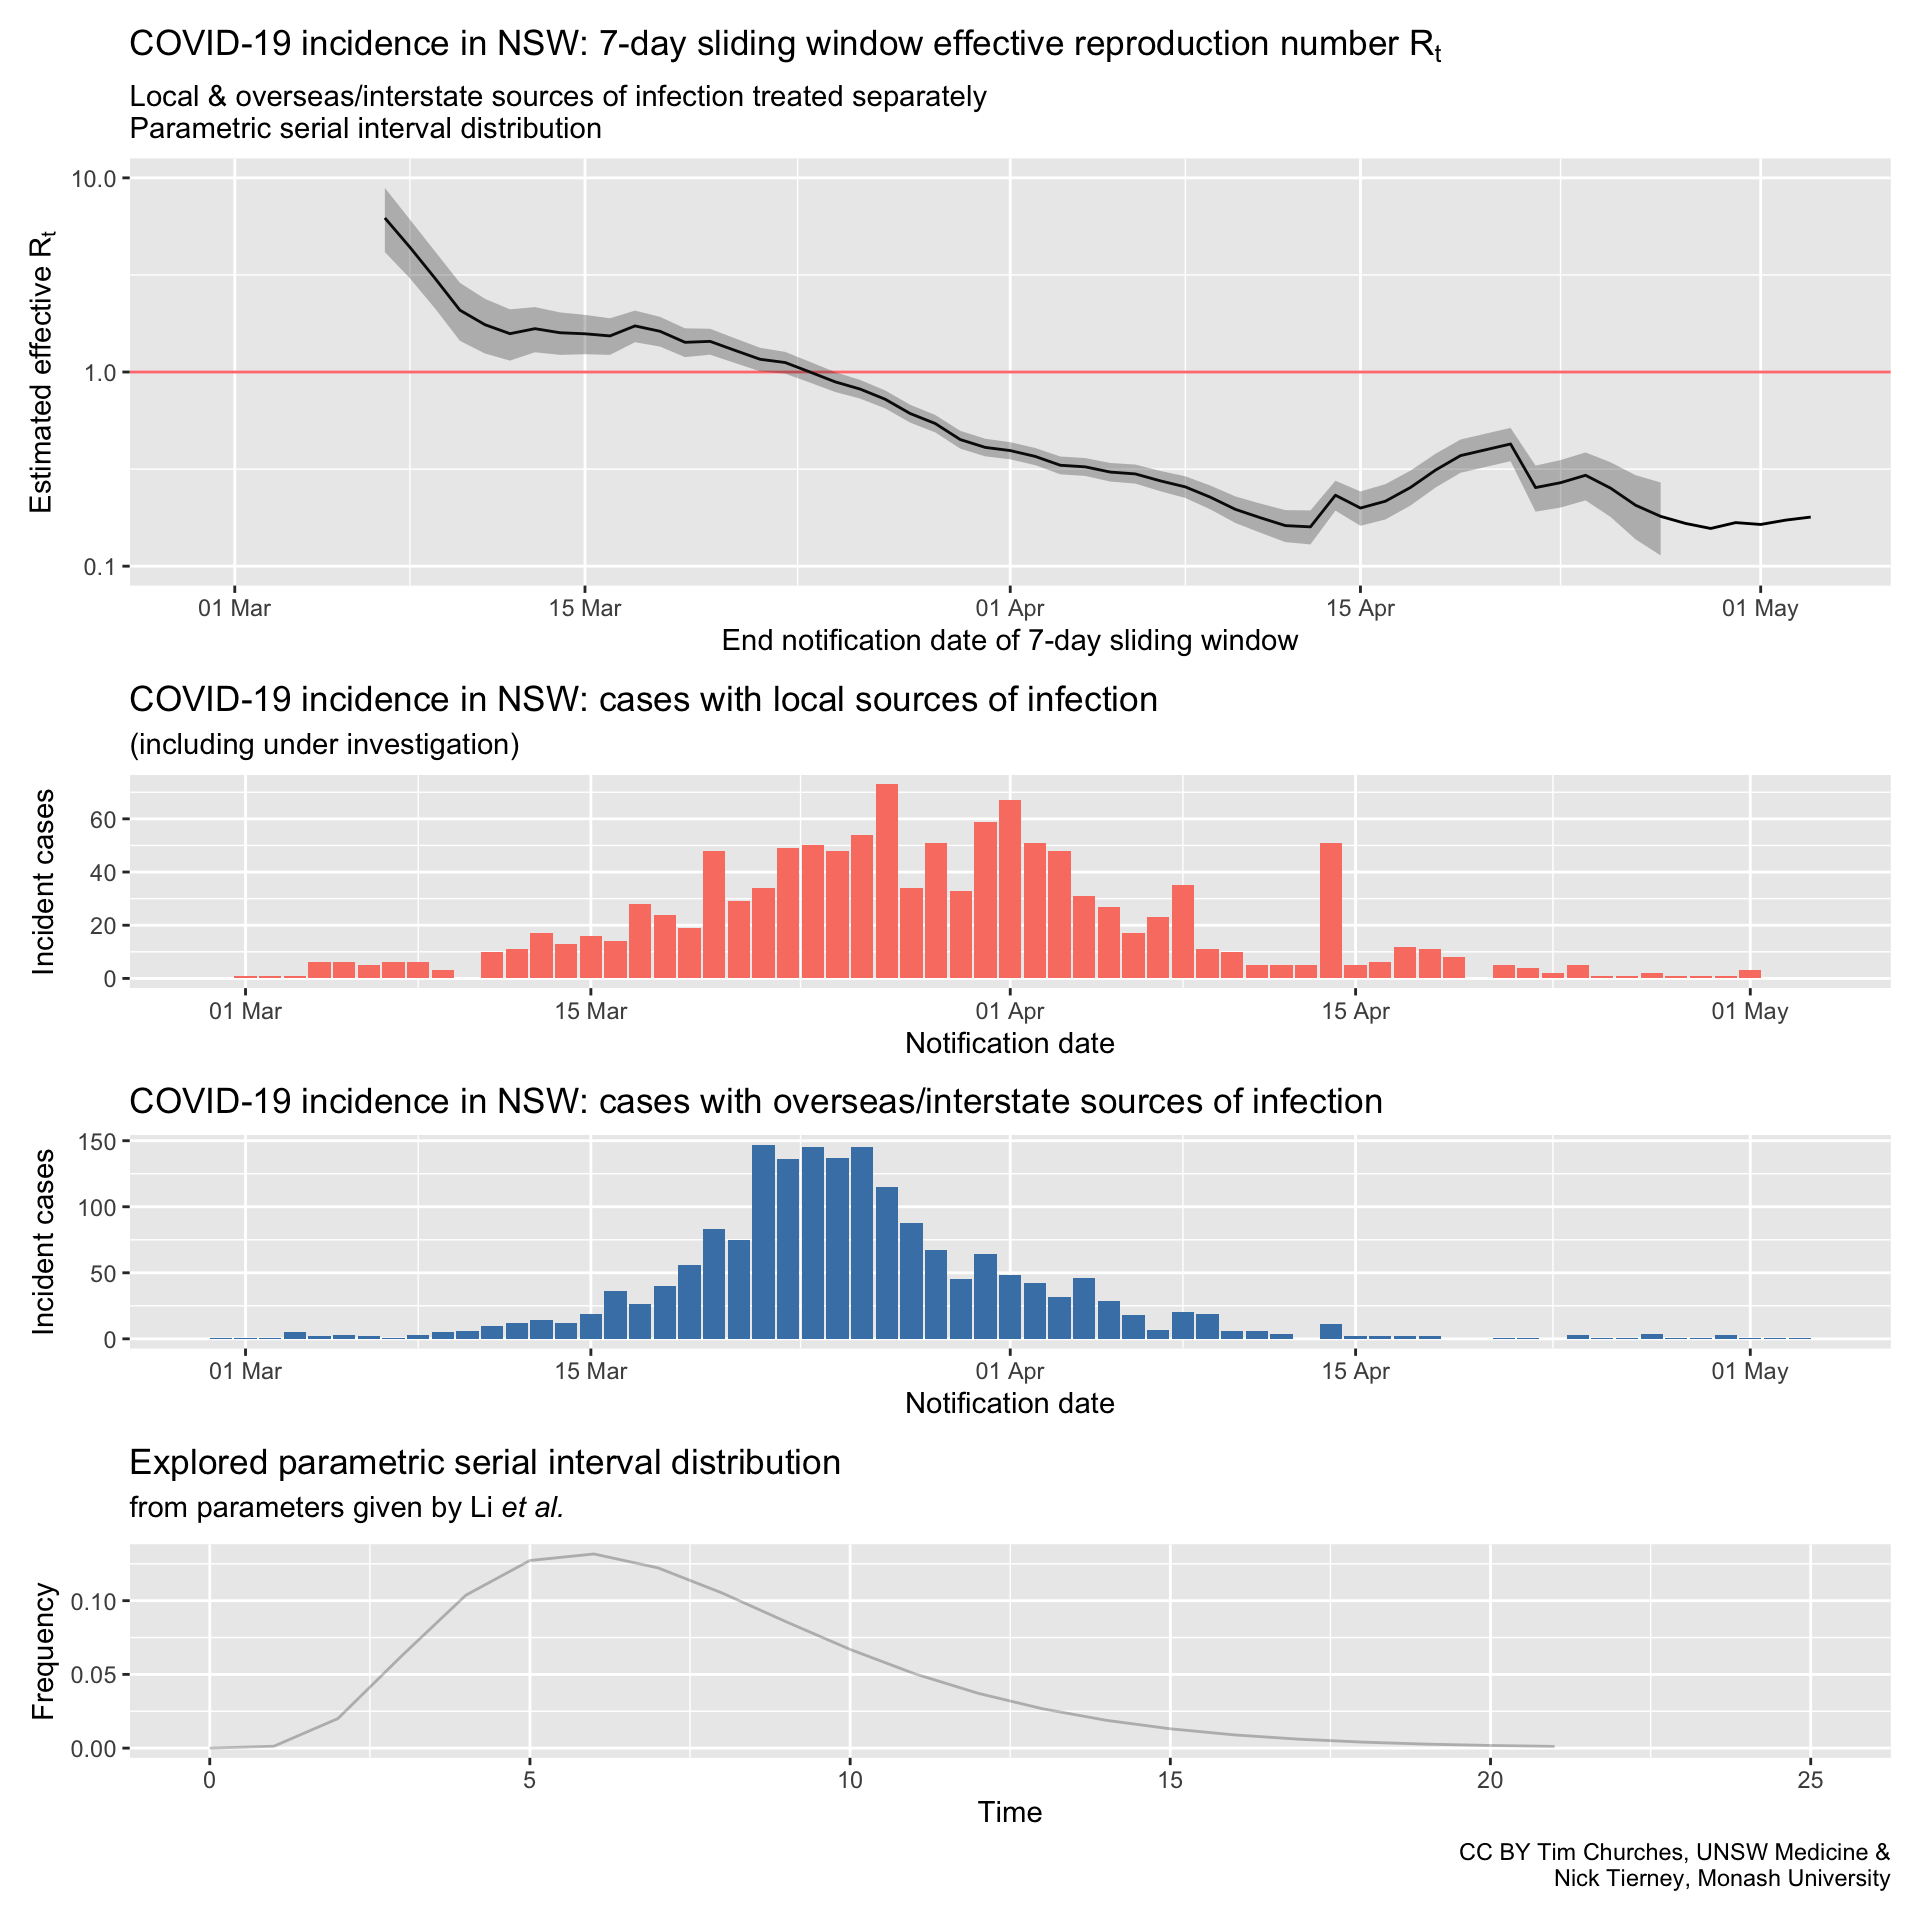 COVID-19 incidence in NSW: 7-day sliding window effective reproduction number Rt
Local & overseas/interstate sources of infection treated separately
Parametric serial interval distribution
Estimated effective Rt
10.0
1.0
0.1
01 Mar
15 Mar
01 Apr
15 Apr
01 May
End notification date of 7-day sliding window
COVID-19 incidence in NSW: cases with local sources of infection
(including under investigation)
Incident cases
60
40
20
0
01 Mar
15 Mar
01 Apr
15 Apr
01 May
Notification date
COVID-19 incidence in NSW: cases with overseas/interstate sources of infection
Incident cases
150
100
50
0
01 Mar
15 Mar
01 Apr
15 Apr
01 May
Notification date
Explored parametric serial interval distribution
from parameters given by Li et al.
Frequency
0.10
0.05
0.00
0
5
10
15
20
25
Time
CC BY Tim Churches, UNSW Medicine &
Nick Tierney, Monash University